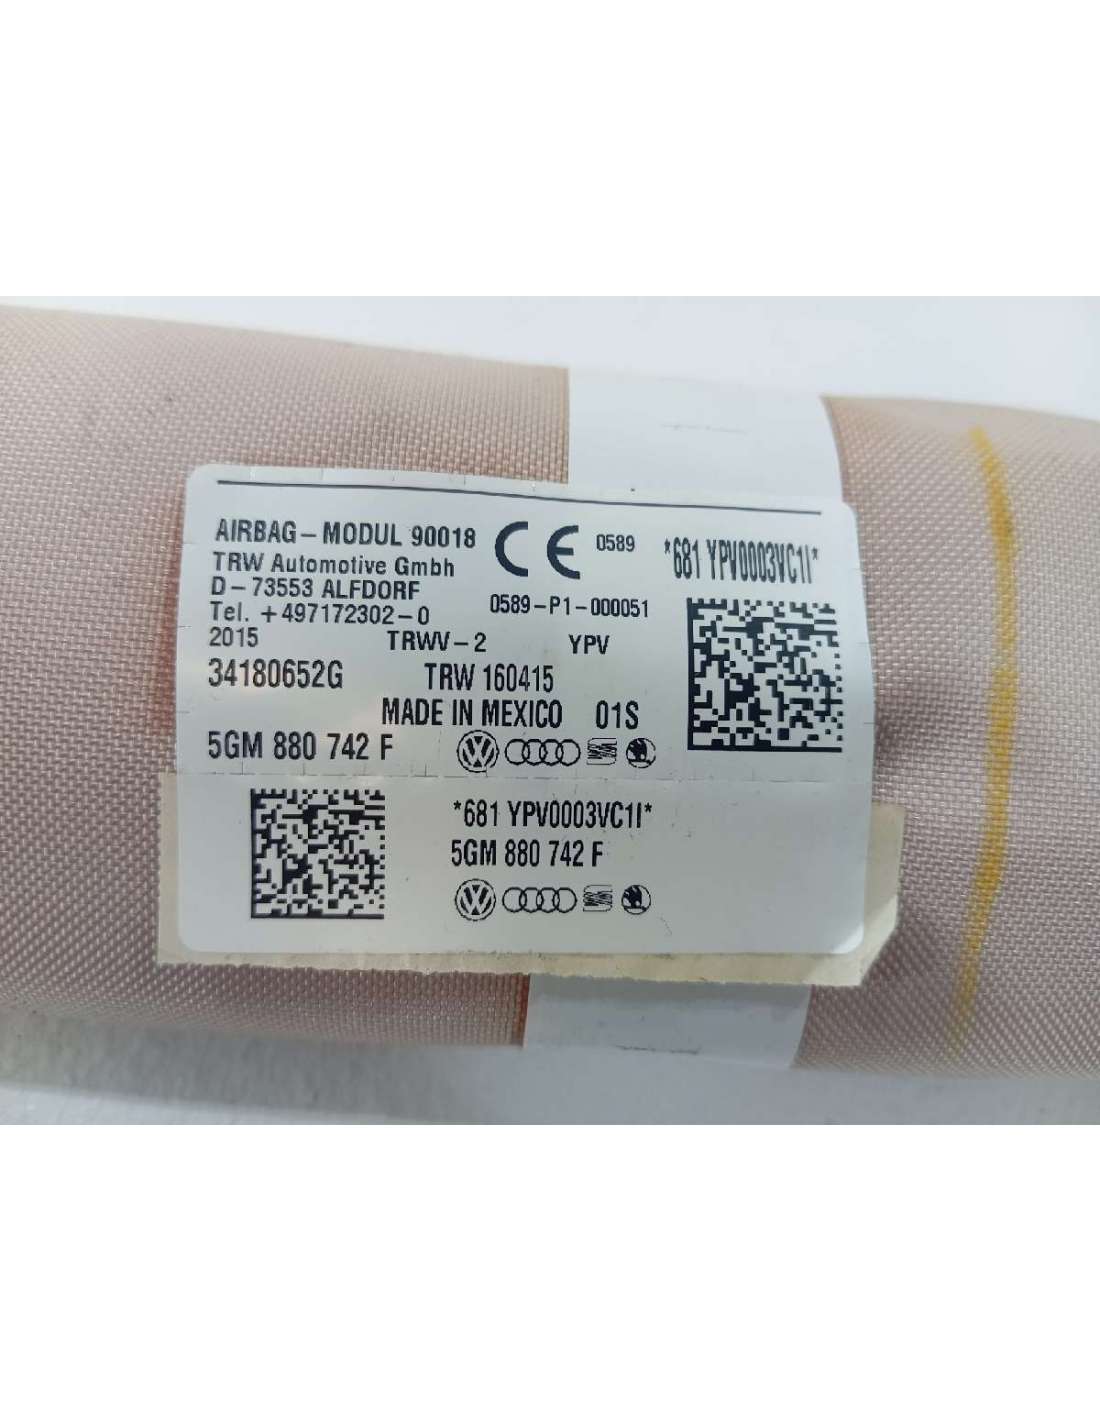 AIRBAG-MODUL 90018
TRW Automotive Gmbh
D-73553 ALFDORF
Tel. +497172302-0
2015 TRWV-2 YPV
CE 0589
0589-P1-000051
*681 YPV0003VC1I*
34180652G TRW 160415
MADE IN MEXICO 01S
5GM 880 742 F
*681 YPV0003VC1I*
5GM 880 742 F